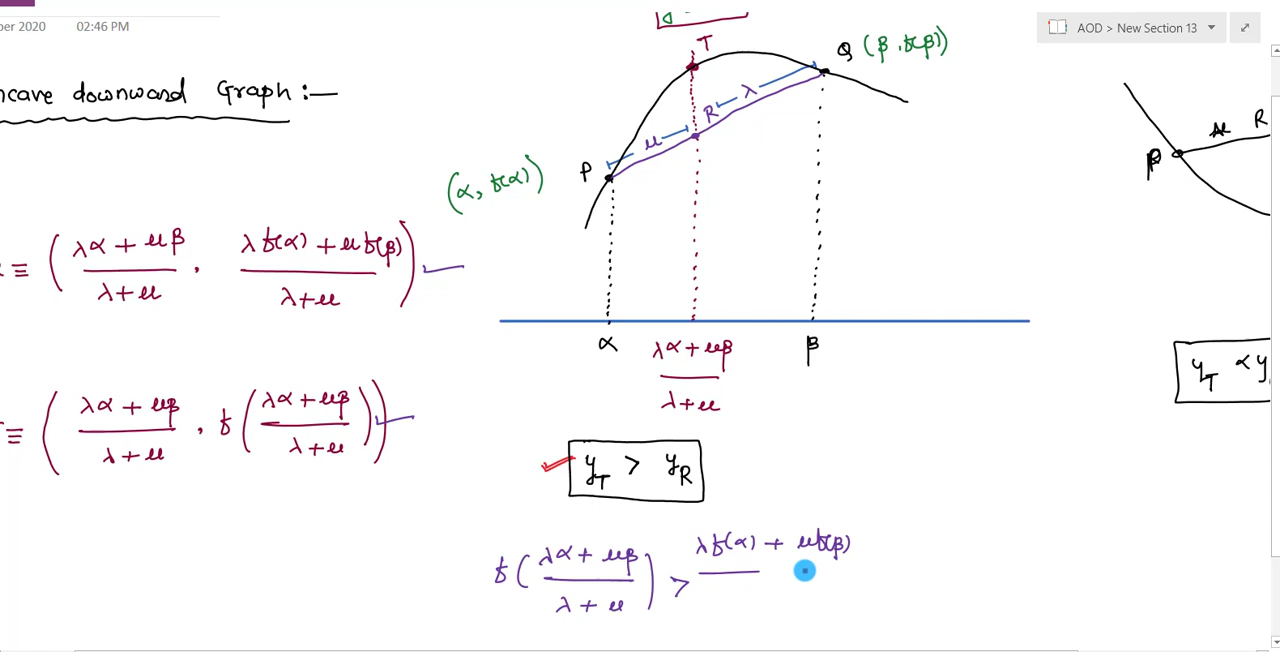 ber 2020 02:46 PM
AOD > New Section 13
ncave downward Graph :—
T
Q (β, f(β))
R
λ
μ
P
(α, f(α))
≡ ( (λα + μβ)/(λ+μ) , (λf(α) + μf(β))/(λ+μ) )
α
(λα + μβ)/(λ+μ)
β
≡ ( (λα + μβ)/(λ+μ) , f( (λα + μβ)/(λ+μ) ) )
y_T > y_R
f( (λα + μβ)/(λ + μ) ) > λf(α) + μf(β)
P
R
y_T < y